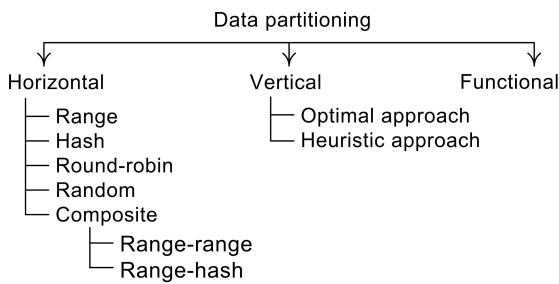 Data partitioning
Horizontal
Vertical
Functional
Range
Hash
Round-robin
Random
Composite
Range-range
Range-hash
Optimal approach
Heuristic approach